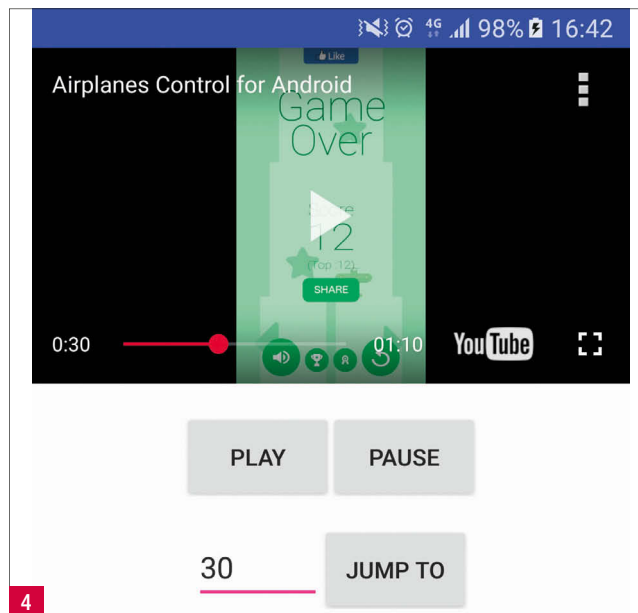 4G 98% 16:42
Like
Airplanes Control for Android
Game
Over
Score
12
(Top :12)
SHARE
0:30 01:10 YouTube
PLAY PAUSE
30 JUMP TO
4